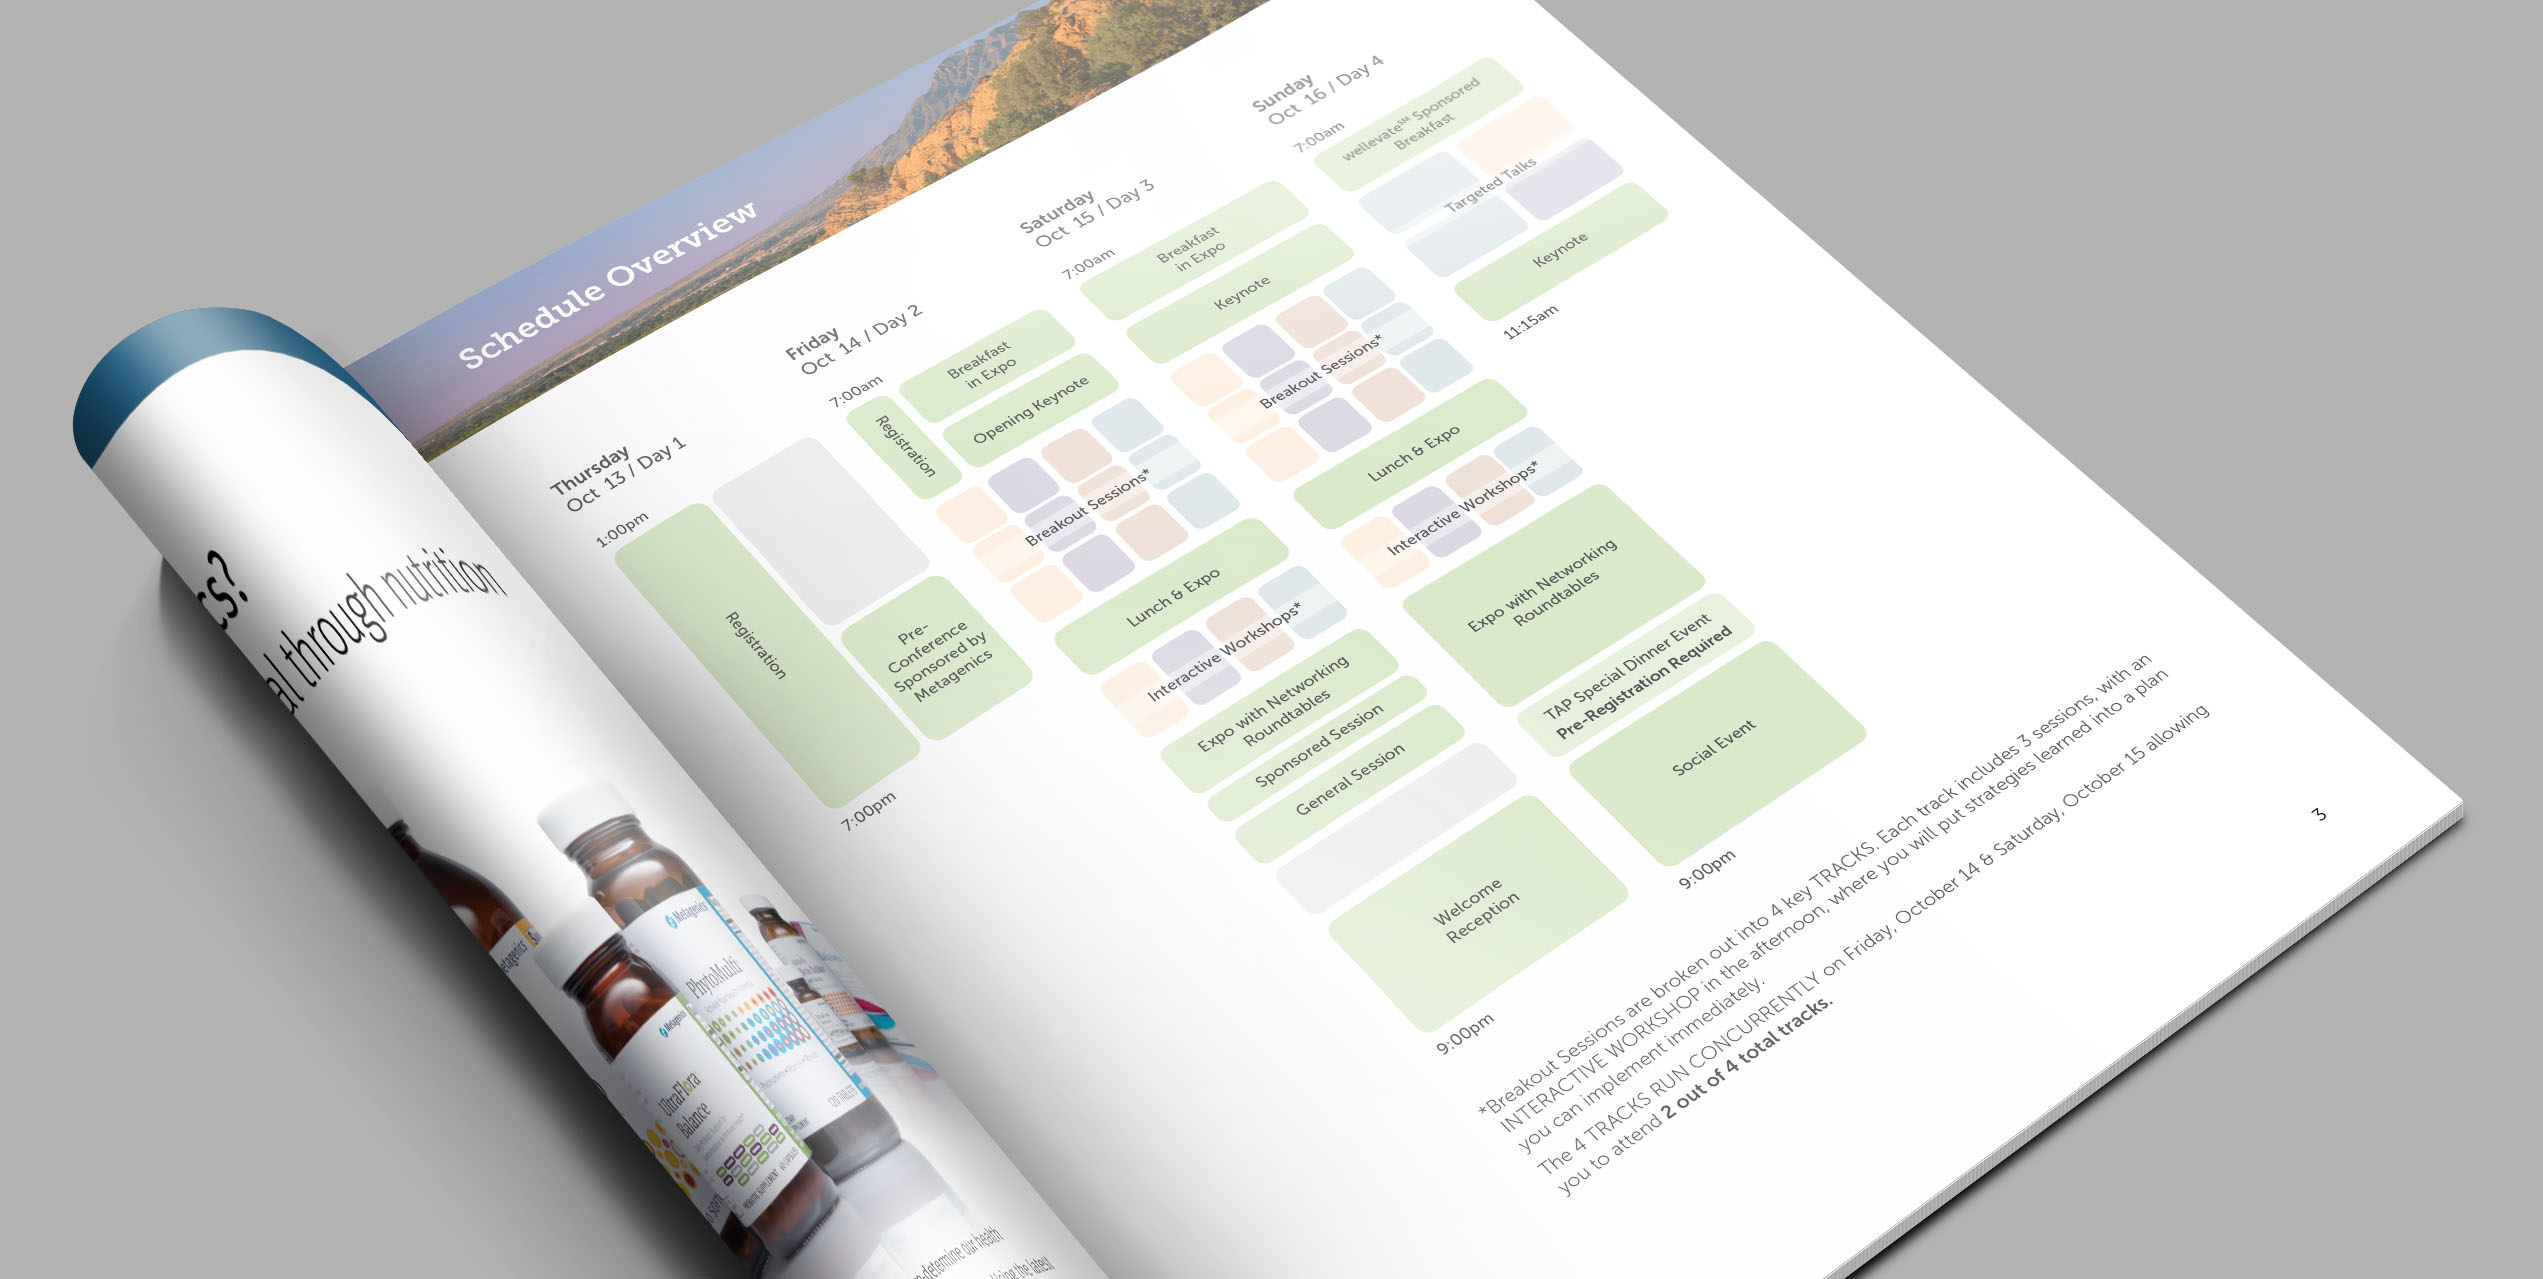 cs?
al through nutrition
Metagenics
PhytoMulti
120 TABLETS
Metagenics
UltraFlora
Balance
determine our health
the latest
Schedule Overview
Thursday
Oct 13 / Day 1
1:00pm
Registration
Pre-
Conference
Sponsored by
Metagenics
7:00pm
Friday
Oct 14 / Day 2
7:00am
Registration
Breakfast
in Expo
Opening Keynote
Breakout Sessions*
Lunch & Expo
Interactive Workshops*
Expo with Networking
Roundtables
Sponsored Session
General Session
Welcome
Reception
9:00pm
Saturday
Oct 15 / Day 3
7:00am
Breakfast
in Expo
Keynote
Breakout Sessions*
Lunch & Expo
Interactive Workshops*
Expo with Networking
Roundtables
TAP Special Dinner Event
Pre-Registration Required
Social Event
9:00pm
Sunday
Oct 16 / Day 4
7:00am
wellevate℠ Sponsored
Breakfast
Targeted Talks
Keynote
11:15am
*Breakout Sessions are broken out into 4 key TRACKS. Each track includes 3 sessions, with an
INTERACTIVE WORKSHOP in the afternoon, where you will put strategies learned into a plan
you can implement immediately.
The 4 TRACKS RUN CONCURRENTLY on Friday, October 14 & Saturday, October 15 allowing
you to attend 2 out of 4 total tracks.
3